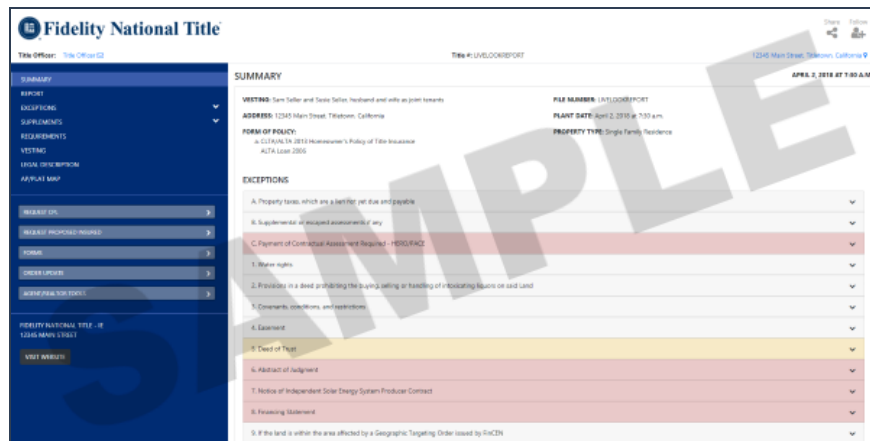 Fidelity National Title
Share Follow
Title Officer: Title Officer
Title #: LIVELOOKREPORT
12345 Main Street, Titletown, California
SUMMARY
REPORT
EXCEPTIONS
SUPPLEMENTS
REQUIREMENTS
VESTING
LEGAL DESCRIPTION
AP/PLAT MAP
REQUEST CPL
REQUEST PROPOSED INSURED
FORMS
ORDER UPDATE
AGENT/REALTOR TOOLS
FIDELITY NATIONAL TITLE - IE
12345 MAIN STREET
VISIT WEBSITE
SUMMARY
APRIL 2, 2018 AT 7:30 A.M
VESTING: Sam Seller and Susie Seller, husband and wife as joint tenants
ADDRESS: 12345 Main Street, Titletown, California
FORM OF POLICY:
a. CLTA/ALTA 2013 Homeowner's Policy of Title Insurance
ALTA Loan 2006
FILE NUMBER: LIVELOOKREPORT
PLANT DATE: April 2, 2018 at 7:30 a.m.
PROPERTY TYPE: Single Family Residence
EXCEPTIONS
A. Property taxes, which are a lien not yet due and payable
B. Supplemental or escaped assessments if any
C. Payment of Contractual Assessment Required - HERO/PACE
1. Water rights
2. Provisions in a deed prohibiting the buying, selling or handling of intoxicating liquors on said Land
3. Covenants, conditions, and restrictions
4. Easement
5. Deed of Trust
6. Abstract of Judgment
7. Notice of Independent Solar Energy System Producer Contract
8. Financing Statement
9. If the land is within the area affected by a Geographic Targeting Order issued by FinCEN
SAMPLE